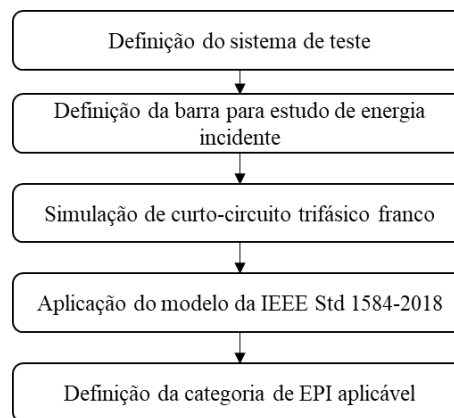 Definição do sistema de teste
Definição da barra para estudo de energia
incidente
Simulação de curto-circuito trifásico franco
Aplicação do modelo da IEEE Std 1584-2018
Definição da categoria de EPI aplicável